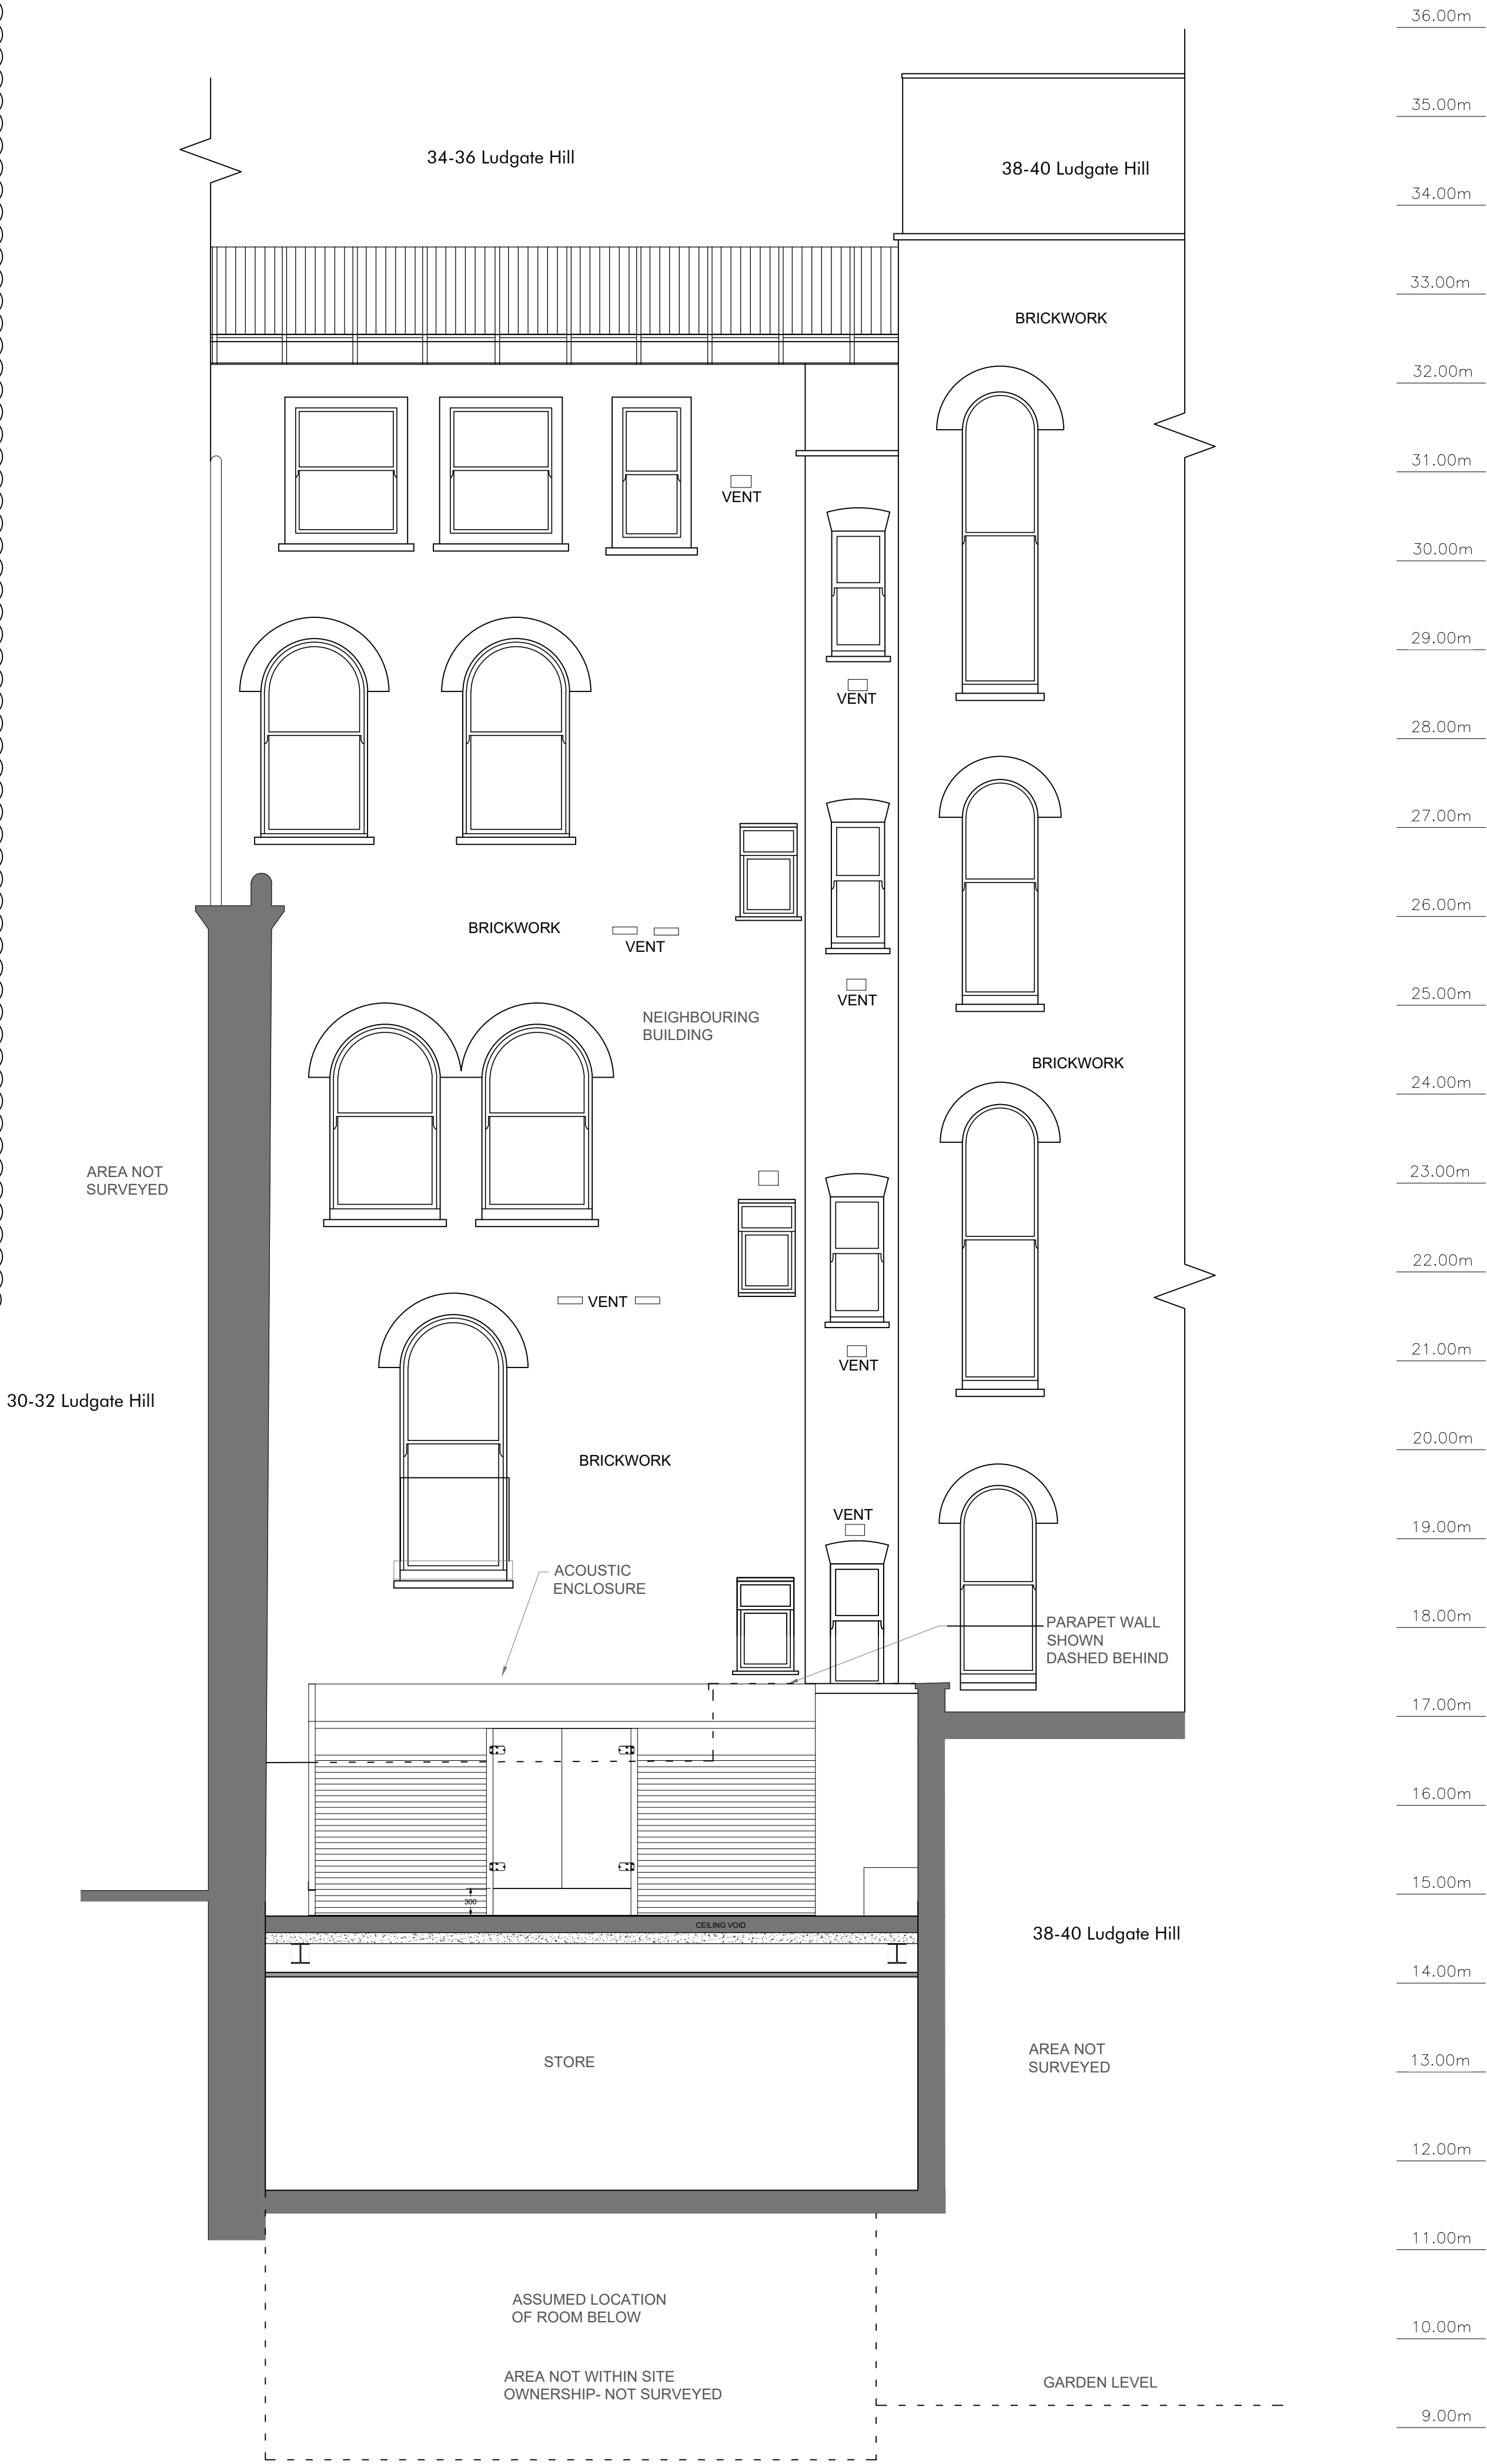 36.00m
35.00m
34-36 Ludgate Hill
38-40 Ludgate Hill
34.00m
33.00m
BRICKWORK
32.00m
31.00m
VENT
30.00m
29.00m
VENT
28.00m
27.00m
26.00m
BRICKWORK
VENT
25.00m
VENT
NEIGHBOURING
BUILDING
BRICKWORK
24.00m
AREA NOT
SURVEYED
23.00m
22.00m
VENT
21.00m
VENT
30-32 Ludgate Hill
20.00m
BRICKWORK
VENT
19.00m
ACOUSTIC
ENCLOSURE
18.00m
PARAPET WALL
SHOWN
DASHED BEHIND
17.00m
16.00m
15.00m
300
CEILING VOID
38-40 Ludgate Hill
14.00m
STORE
AREA NOT
SURVEYED
13.00m
12.00m
11.00m
ASSUMED LOCATION
OF ROOM BELOW
10.00m
AREA NOT WITHIN SITE
OWNERSHIP- NOT SURVEYED
GARDEN LEVEL
9.00m